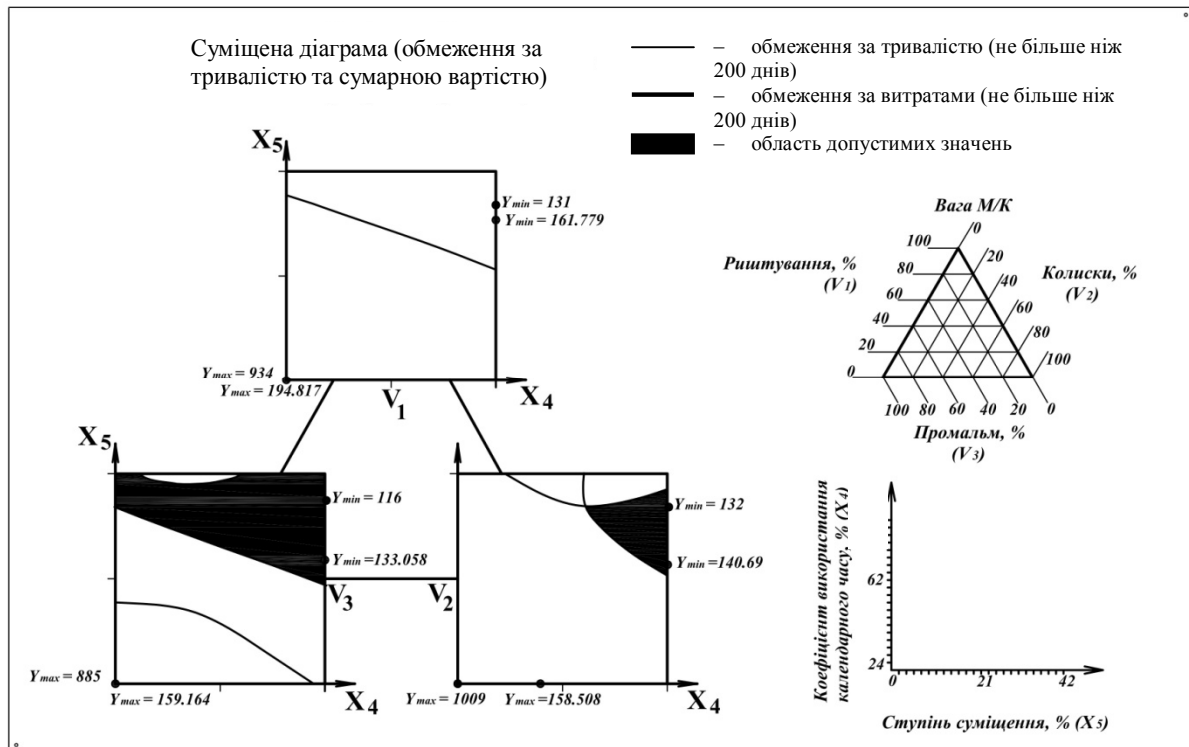 Суміщена діаграма (обмеження за
тривалістю та сумарною вартістю)
– обмеження за тривалістю (не більше ніж
200 днів)
– обмеження за витратами (не більше ніж
200 днів)
– область допустимих значень
X5
Ymin = 131
Ymin = 161.779
Ymax = 934
Ymax = 194.817
V1
X4
X5
Ymin = 116
Ymin =133.058
V3
Ymax = 885
Ymax = 159.164
X4
V2
Ymin = 132
Ymin =140.69
Ymax = 1009
Ymax =158.508
X4
Вага М/К
Риштування, %
(V1)
Колиски, %
(V2)
100
80
60
40
20
0
0
20
40
60
80
100
100 80 60 40 20 0
Промальм, %
(V3)
Коефіцієнт використання
календарного часу, % (X4)
62
24
0 21 42
Ступінь суміщення, % (X5)